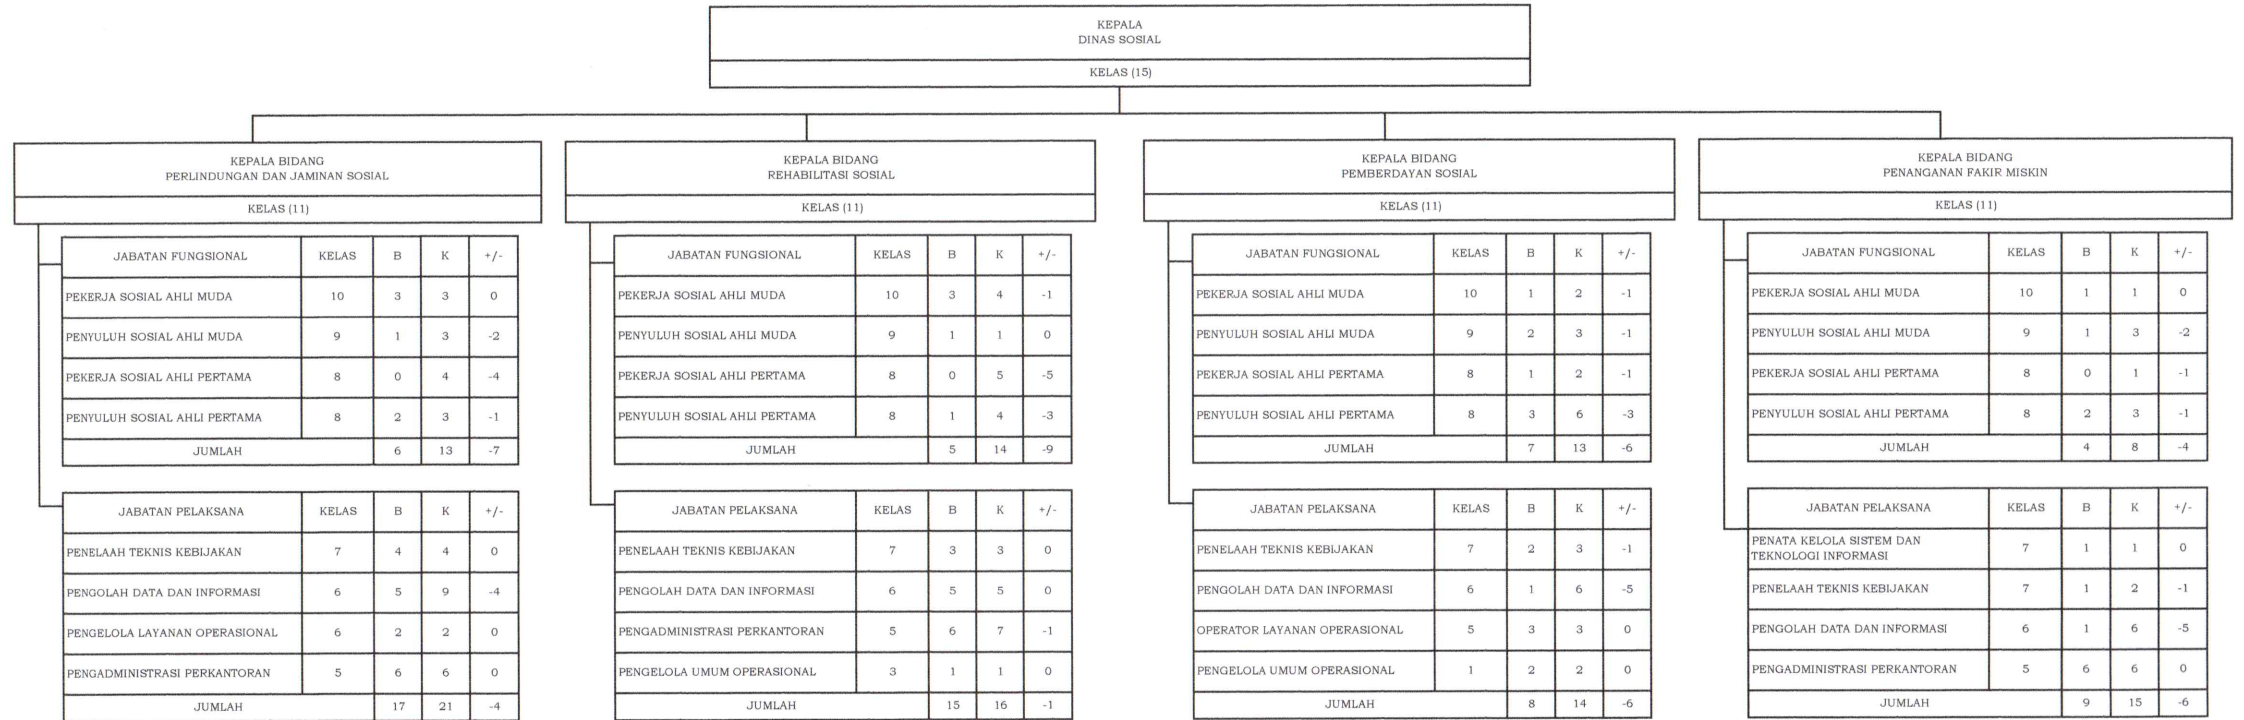 KEPALA
DINAS SOSIAL
KELAS (15)
KEPALA BIDANG
PERLINDUNGAN DAN JAMINAN SOSIAL
KELAS (11)
JABATAN FUNGSIONAL KELAS B K +/-
PEKERJA SOSIAL AHLI MUDA 10 3 3 0
PENYULUH SOSIAL AHLI MUDA 9 1 3 -2
PEKERJA SOSIAL AHLI PERTAMA 8 0 4 -4
PENYULUH SOSIAL AHLI PERTAMA 8 2 3 -1
JUMLAH 6 13 -7
JABATAN PELAKSANA KELAS B K +/-
PENELAAH TEKNIS KEBIJAKAN 7 4 4 0
PENGOLAH DATA DAN INFORMASI 6 5 9 -4
PENGELOLA LAYANAN OPERASIONAL 6 2 2 0
PENGADMINISTRASI PERKANTORAN 5 6 6 0
JUMLAH 17 21 -4
KEPALA BIDANG
REHABILITASI SOSIAL
KELAS (11)
JABATAN FUNGSIONAL KELAS B K +/-
PEKERJA SOSIAL AHLI MUDA 10 3 4 -1
PENYULUH SOSIAL AHLI MUDA 9 1 1 0
PEKERJA SOSIAL AHLI PERTAMA 8 0 5 -5
PENYULUH SOSIAL AHLI PERTAMA 8 1 4 -3
JUMLAH 5 14 -9
JABATAN PELAKSANA KELAS B K +/-
PENELAAH TEKNIS KEBIJAKAN 7 3 3 0
PENGOLAH DATA DAN INFORMASI 6 5 5 0
PENGADMINISTRASI PERKANTORAN 5 6 7 -1
PENGELOLA UMUM OPERASIONAL 3 1 1 0
JUMLAH 15 16 -1
KEPALA BIDANG
PEMBERDAYAN SOSIAL
KELAS (11)
JABATAN FUNGSIONAL KELAS B K +/-
PEKERJA SOSIAL AHLI MUDA 10 1 2 -1
PENYULUH SOSIAL AHLI MUDA 9 2 3 -1
PEKERJA SOSIAL AHLI PERTAMA 8 1 2 -1
PENYULUH SOSIAL AHLI PERTAMA 8 3 6 -3
JUMLAH 7 13 -6
JABATAN PELAKSANA KELAS B K +/-
PENELAAH TEKNIS KEBIJAKAN 7 2 3 -1
PENGOLAH DATA DAN INFORMASI 6 1 6 -5
OPERATOR LAYANAN OPERASIONAL 5 3 3 0
PENGELOLA UMUM OPERASIONAL 1 2 2 0
JUMLAH 8 14 -6
KEPALA BIDANG
PENANGANAN FAKIR MISKIN
KELAS (11)
JABATAN FUNGSIONAL KELAS B K +/-
PEKERJA SOSIAL AHLI MUDA 10 1 1 0
PENYULUH SOSIAL AHLI MUDA 9 1 3 -2
PEKERJA SOSIAL AHLI PERTAMA 8 0 1 -1
PENYULUH SOSIAL AHLI PERTAMA 8 2 3 -1
JUMLAH 4 8 -4
JABATAN PELAKSANA KELAS B K +/-
PENATA KELOLA SISTEM DAN
TEKNOLOGI INFORMASI 7 1 1 0
PENELAAH TEKNIS KEBIJAKAN 7 1 2 -1
PENGOLAH DATA DAN INFORMASI 6 1 6 -5
PENGADMINISTRASI PERKANTORAN 5 6 6 0
JUMLAH 9 15 -6